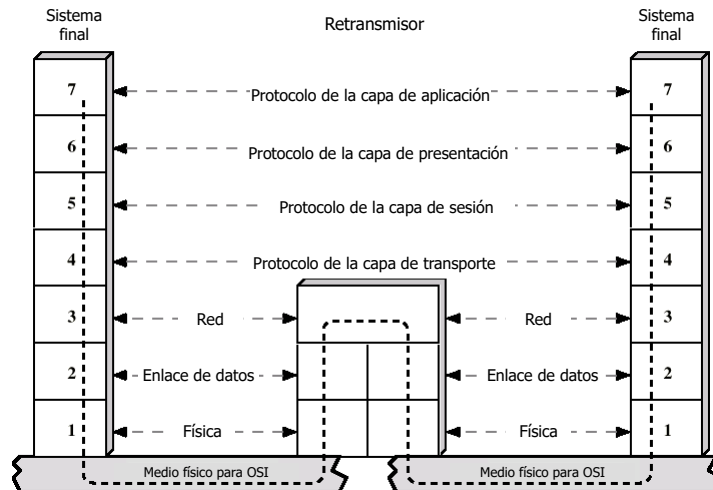 Sistema
final
Retransmisor
Sistema
final
7
Protocolo de la capa de aplicación
7
6
Protocolo de la capa de presentación
6
5
Protocolo de la capa de sesión
5
4
Protocolo de la capa de transporte
4
3
Red
Red
3
2
Enlace de datos
Enlace de datos
2
1
Física
Física
1
Medio físico para OSI
Medio físico para OSI